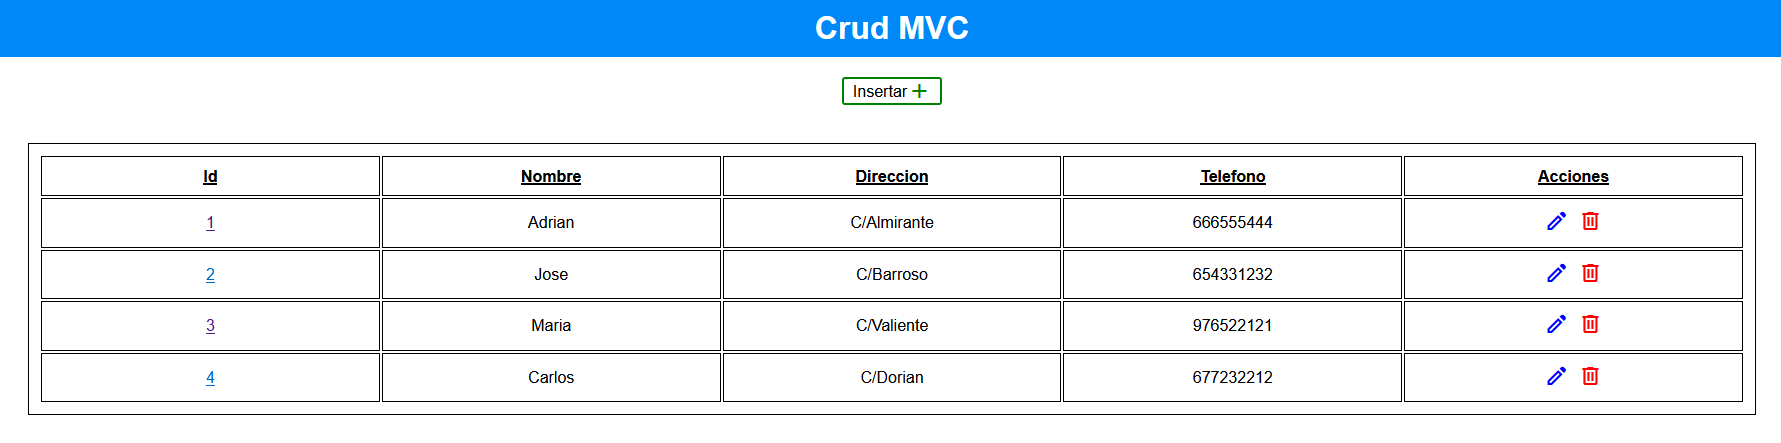 Crud MVC
Insertar
Id Nombre Direccion Telefono Acciones
1 Adrian C/Almirante 666555444
2 Jose C/Barroso 654331232
3 Maria C/Valiente 976522121
4 Carlos C/Dorian 677232212